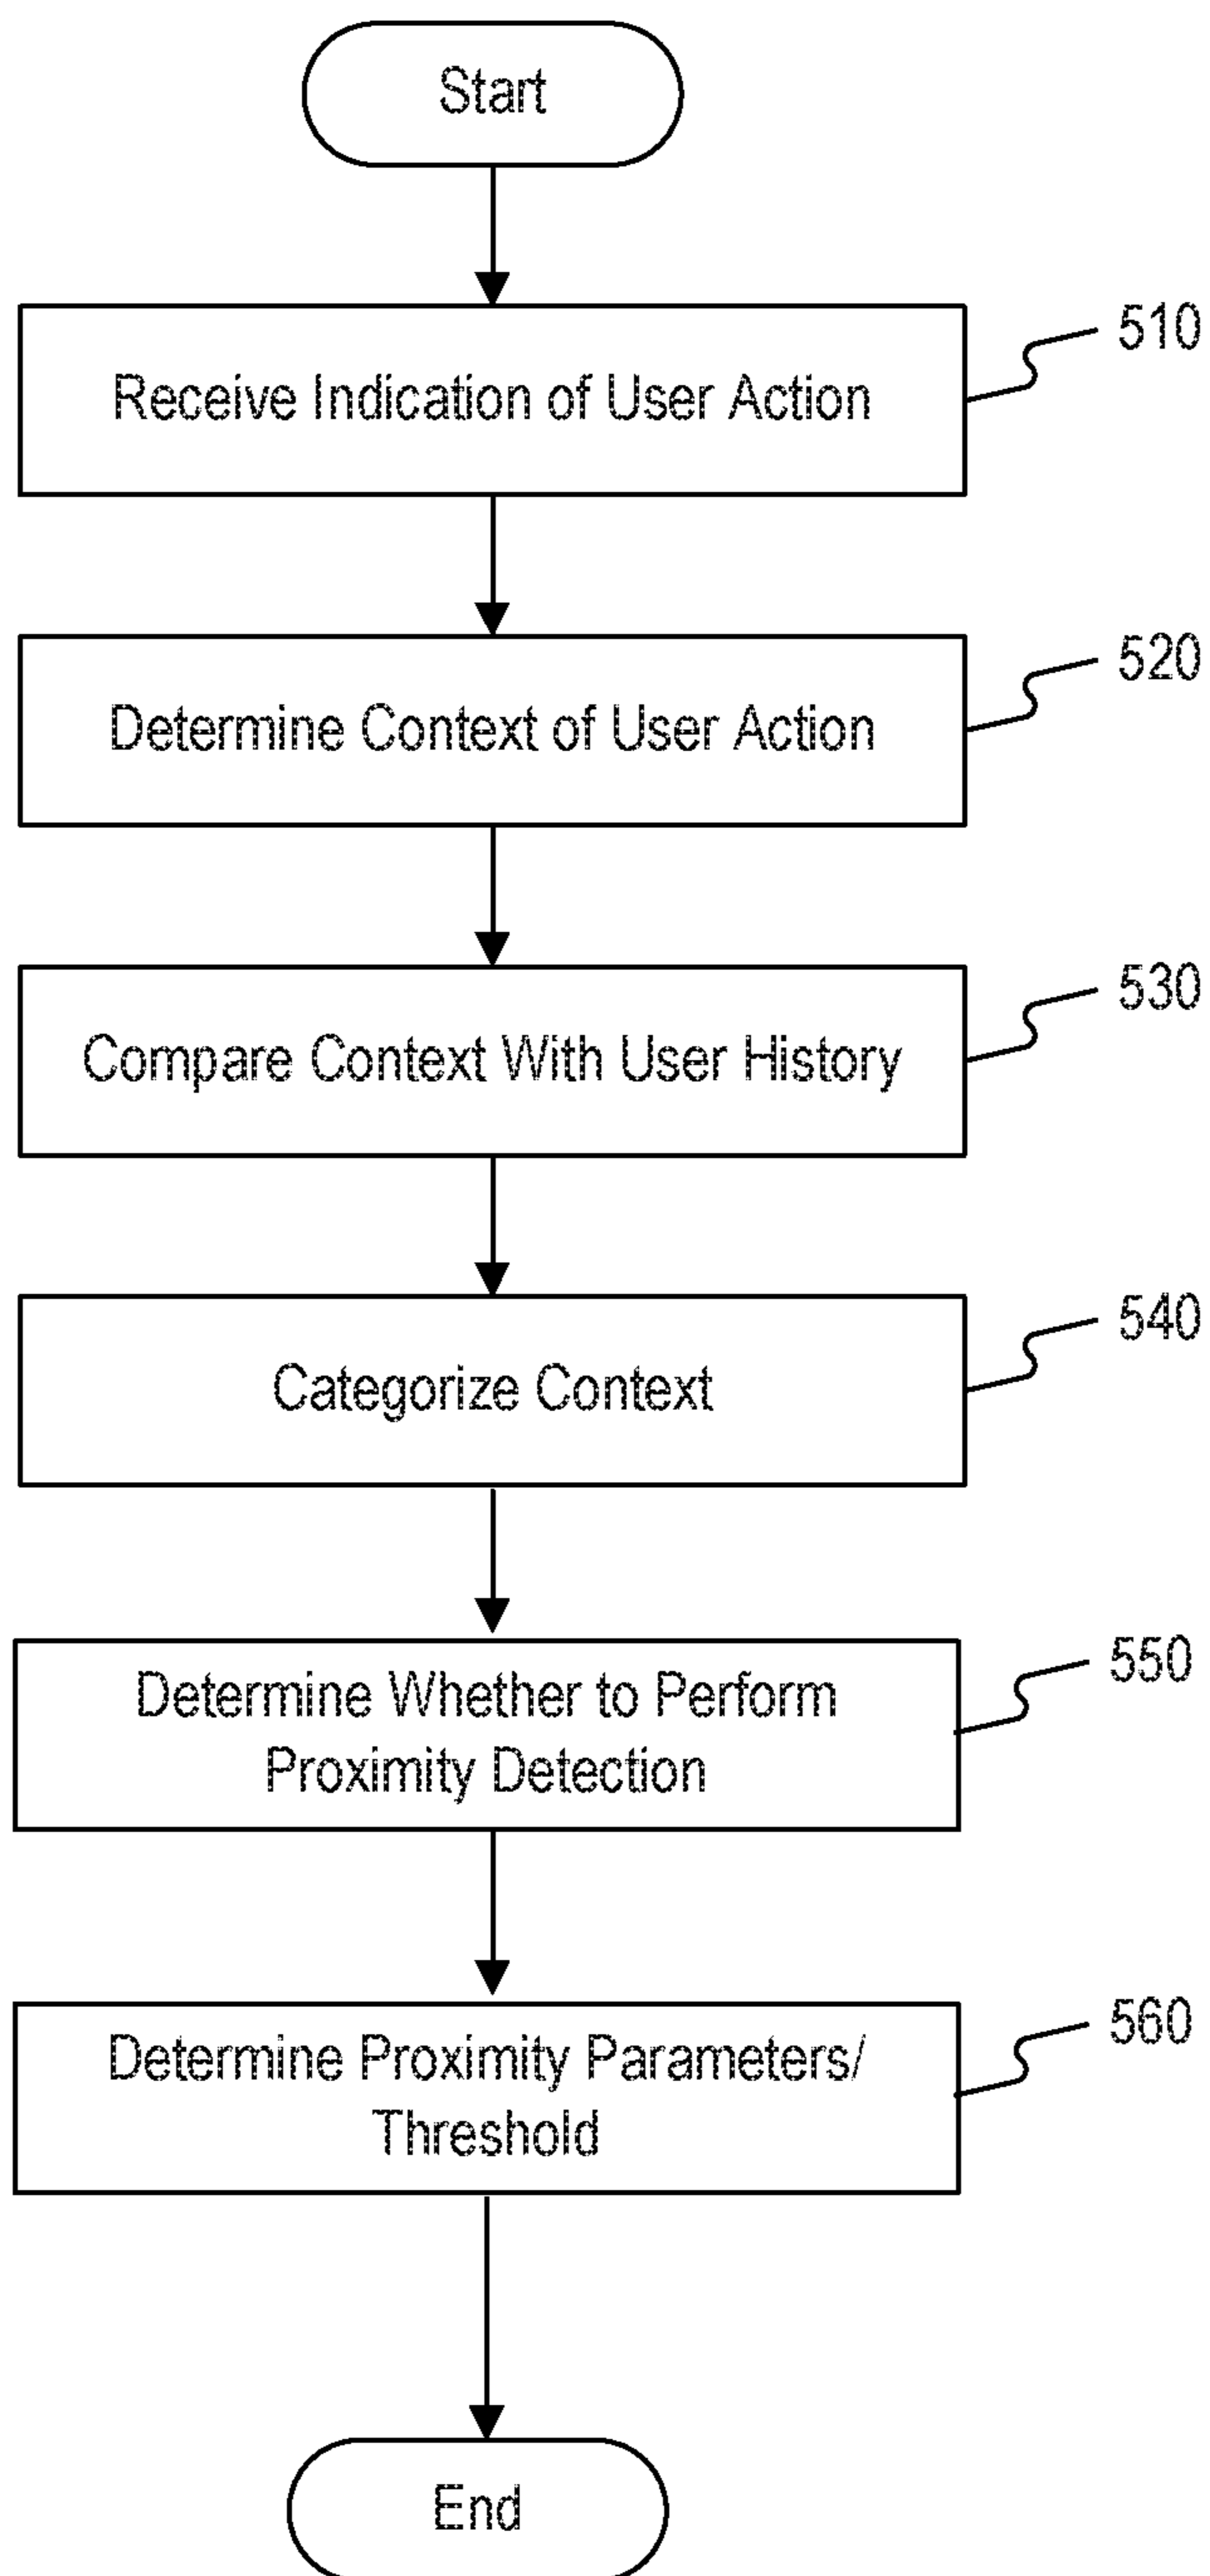 Start
510
Receive Indication of User Action
520
Determine Context of User Action
530
Compare Context With User History
540
Categorize Context
550
Determine Whether to Perform
Proximity Detection
560
Determine Proximity Parameters/
Threshold
End